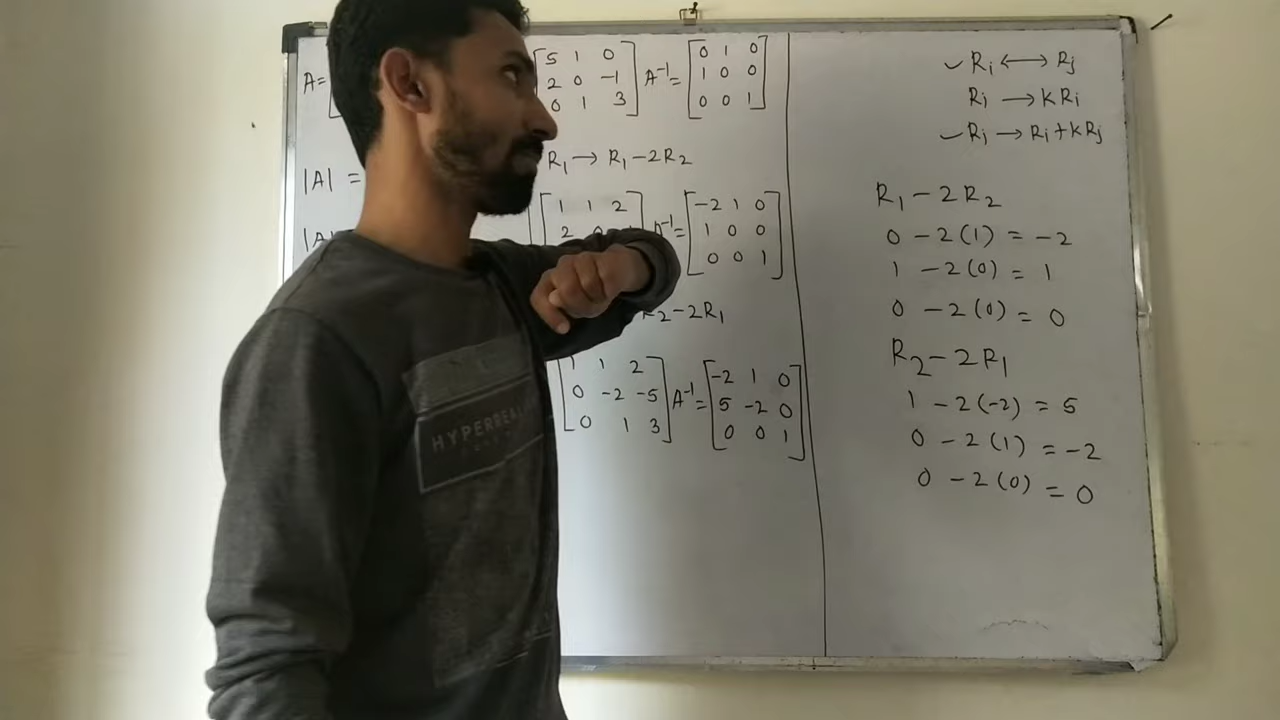 A=
[5 1 0
2 0 -1
0 1 3] A⁻¹= [0 1 0
1 0 0
0 0 1]
|A| =
R₁ → R₁-2R₂
[1 1 2
2
A⁻¹= [-2 1 0
1 0 0
0 0 1]
R₂-2R₁
[1 1 2
0 -2 -5
0 1 3] A⁻¹= [-2 1 0
5 -2 0
0 0 1]
✓Rᵢ ↔ Rⱼ
Rᵢ → KRᵢ
✓Rᵢ → Rᵢ+KRⱼ
R₁ - 2R₂
0 - 2(1) = -2
1 - 2(0) = 1
0 - 2(0) = 0
R₂ - 2R₁
1 - 2(-2) = 5
0 - 2(1) = -2
0 - 2(0) = 0